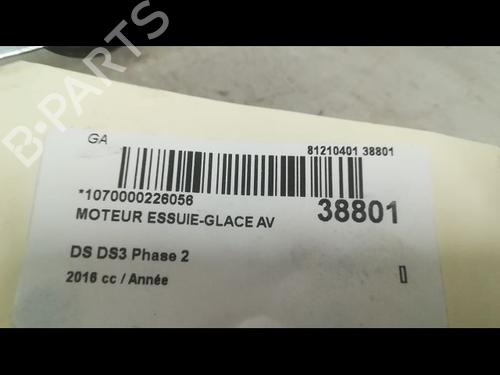 B-PARTS
GA
81210401 38801
*1070000226056
38801
MOTEUR ESSUIE-GLACE AV
DS DS3 Phase 2
2016 cc / Année